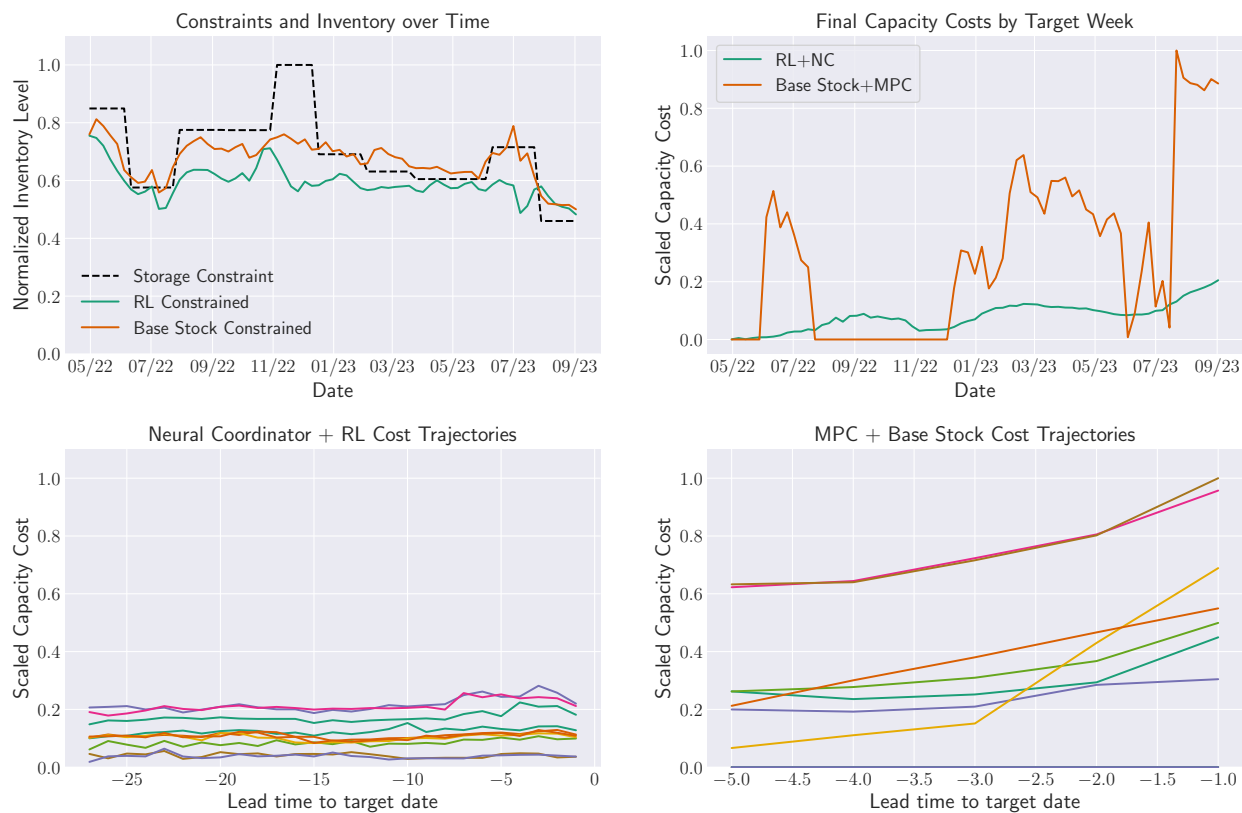 Constraints and Inventory over Time
Normalized Inventory Level
1.0
0.8
0.6
0.4
0.2
0.0
Storage Constraint
RL Constrained
Base Stock Constrained
05/22 07/22 09/22 11/22 01/23 03/23 05/23 07/23 09/23
Date
Final Capacity Costs by Target Week
Scaled Capacity Cost
1.0
0.8
0.6
0.4
0.2
0.0
RL+NC
Base Stock+MPC
05/22 07/22 09/22 11/22 01/23 03/23 05/23 07/23 09/23
Date
Neural Coordinator + RL Cost Trajectories
Scaled Capacity Cost
1.0
0.8
0.6
0.4
0.2
0.0
−25 −20 −15 −10 −5 0
Lead time to target date
MPC + Base Stock Cost Trajectories
Scaled Capacity Cost
1.0
0.8
0.6
0.4
0.2
0.0
−5.0 −4.5 −4.0 −3.5 −3.0 −2.5 −2.0 −1.5 −1.0
Lead time to target date